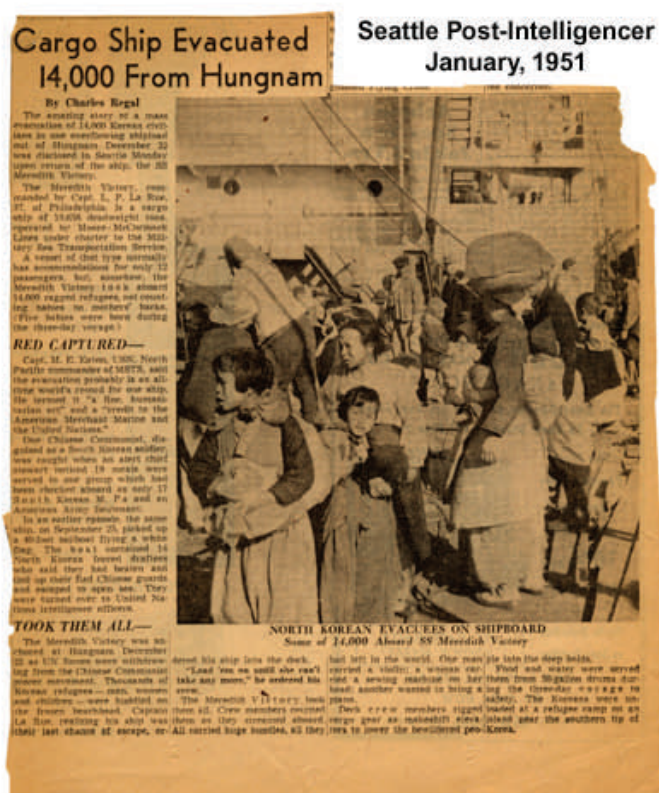 Seattle Post-Intelligencer
January, 1951
Cargo Ship Evacuated
14,000 From Hungnam
By Charles Regal
The amazing story of a mass
evacuation of 14,000 Korean civil-
ians in one overflowing shipload
out of Hungnam December 22
was disclosed in Seattle Monday
upon return of the ship, the SS
Meredith Victory.
The Meredith Victory, com-
manded by Capt. L. P. La Rue,
37, of Philadelphia, is a cargo
ship of deadweight tons,
operated by Moore-McCormack
Lines under charter to the Mili-
tary Sea Transportation Service.
A vessel of that type normally
has accommodations for only 12
passengers, but, somehow, the
Meredith Victory took aboard
14,000 ragged refugees, not count-
ing babies on mothers' backs.
(Five babies were born during
the three-day voyage.)
RED CAPTURED—
Capt. M. E. Eaton, USN, North
Pacific commander of MSTS, said
the evacuation probably is an all-
time world's record for one ship.
He termed it "a fine, humani-
tarian act" and a "credit to the
American Merchant Marine and
the United Nations."
One Chinese Communist, dis-
guised as a South Korean soldier,
was caught when an alert chief
steward noticed 19 meals were
served to one group which had
been checked aboard as only 17
South Korean M. P.s and an
American Army lieutenant.
In an earlier episode, the same
ship, on September 25, picked up
a sailboat flying a white
flag. The boat contained 14
North Korean forced draftees
who said they had beaten and
tied up their Red Chinese guards
and escaped to open sea. They
were turned over to United Na-
tions intelligence officers.
TOOK THEM ALL—
The Meredith Victory was an-
chored at Hungnam December
22 as UN forces were withdraw-
ing from the Chinese Communist
pincer movement. Thousands of
Korean refugees—men, women
and children—were huddled on
the frozen beachhead. Captain
La Rue, realizing his ship was
their last chance of escape, or-
NORTH KOREAN EVACUEES ON SHIPBOARD
Some of 14,000 Aboard SS Meredith Victory
dered his ship into the dock.
"Load 'em on until she can't
take any more," he ordered his
crew.
The Meredith Victory took
them all. Crew members counted
them as they streamed aboard.
All carried huge bundles, all they
had left in the world. One man
carried a violin; a woman car-
ried a sewing machine on her
head; another wanted to bring a
piano.
Deck crew members rigged
cargo gear as makeshift eleva-
tors to lower the bewildered peo-
ple into the deep holds.
Food and water were served
them from 50-gallon drums dur-
ing the three-day voyage to
safety. The Koreans were un-
loaded at a refugee camp on an
island near the southern tip of
Korea.